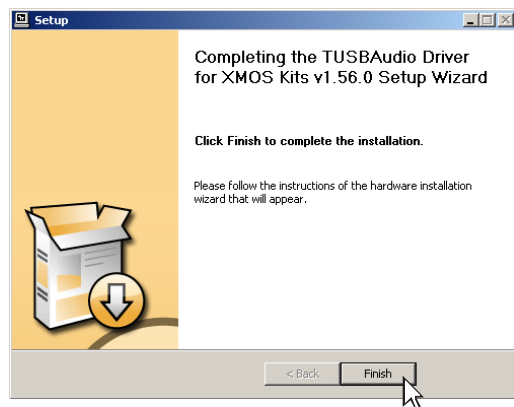 Setup
Completing the TUSBAudio Driver
for XMOS Kits v1.56.0 Setup Wizard
Click Finish to complete the installation.
Please follow the instructions of the hardware installation
wizard that will appear.
< Back Finish